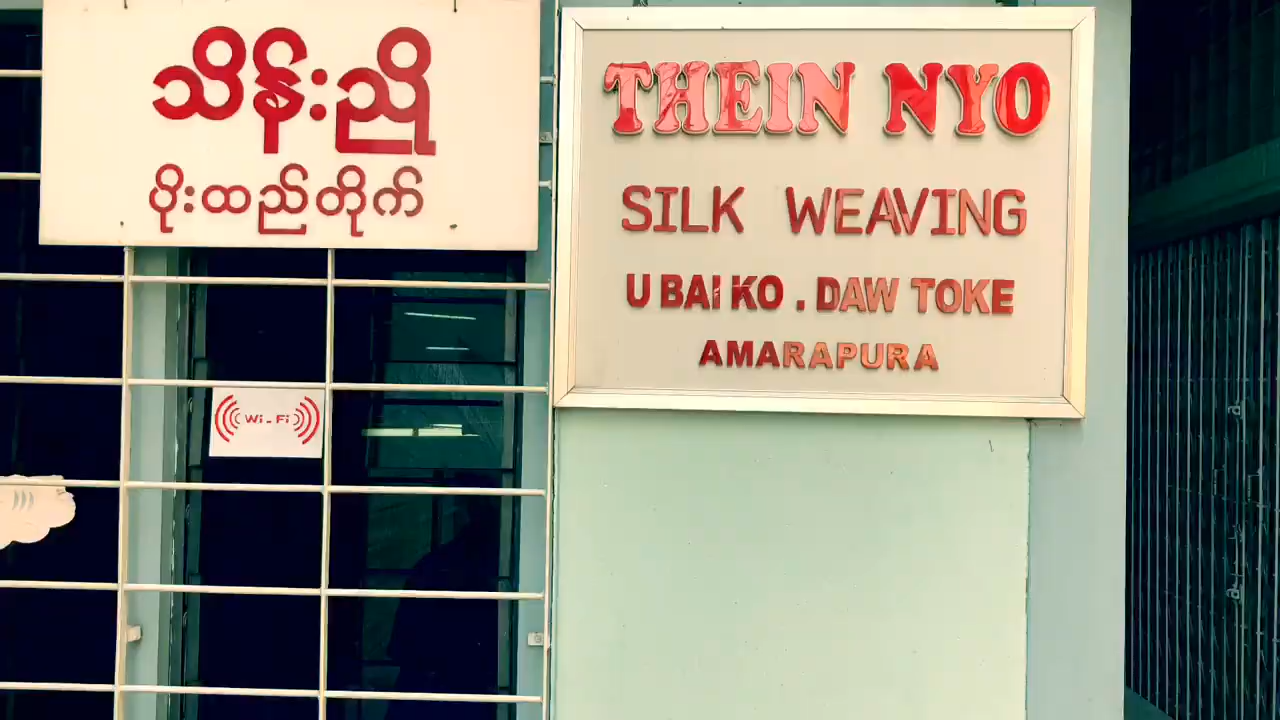 သိန်းညို
ပိုးထည်တိုက်
THEIN NYO
SILK WEAVING
U BAI KO . DAW TOKE
AMARAPURA
Wi-Fi